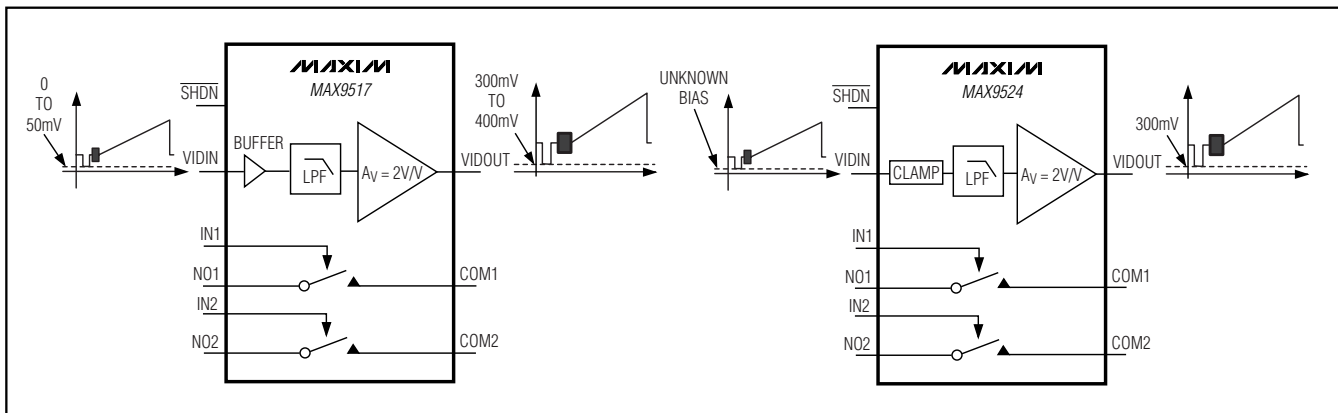 MAXIM
MAX9517
0
TO
50mV
SHDN
VIDIN
BUFFER
LPF
AV = 2V/V
VIDOUT
300mV
TO
400mV
IN1
NO1
COM1
IN2
NO2
COM2
MAXIM
MAX9524
UNKNOWN
BIAS
SHDN
VIDIN
CLAMP
LPF
AV = 2V/V
VIDOUT
300mV
IN1
NO1
COM1
IN2
NO2
COM2